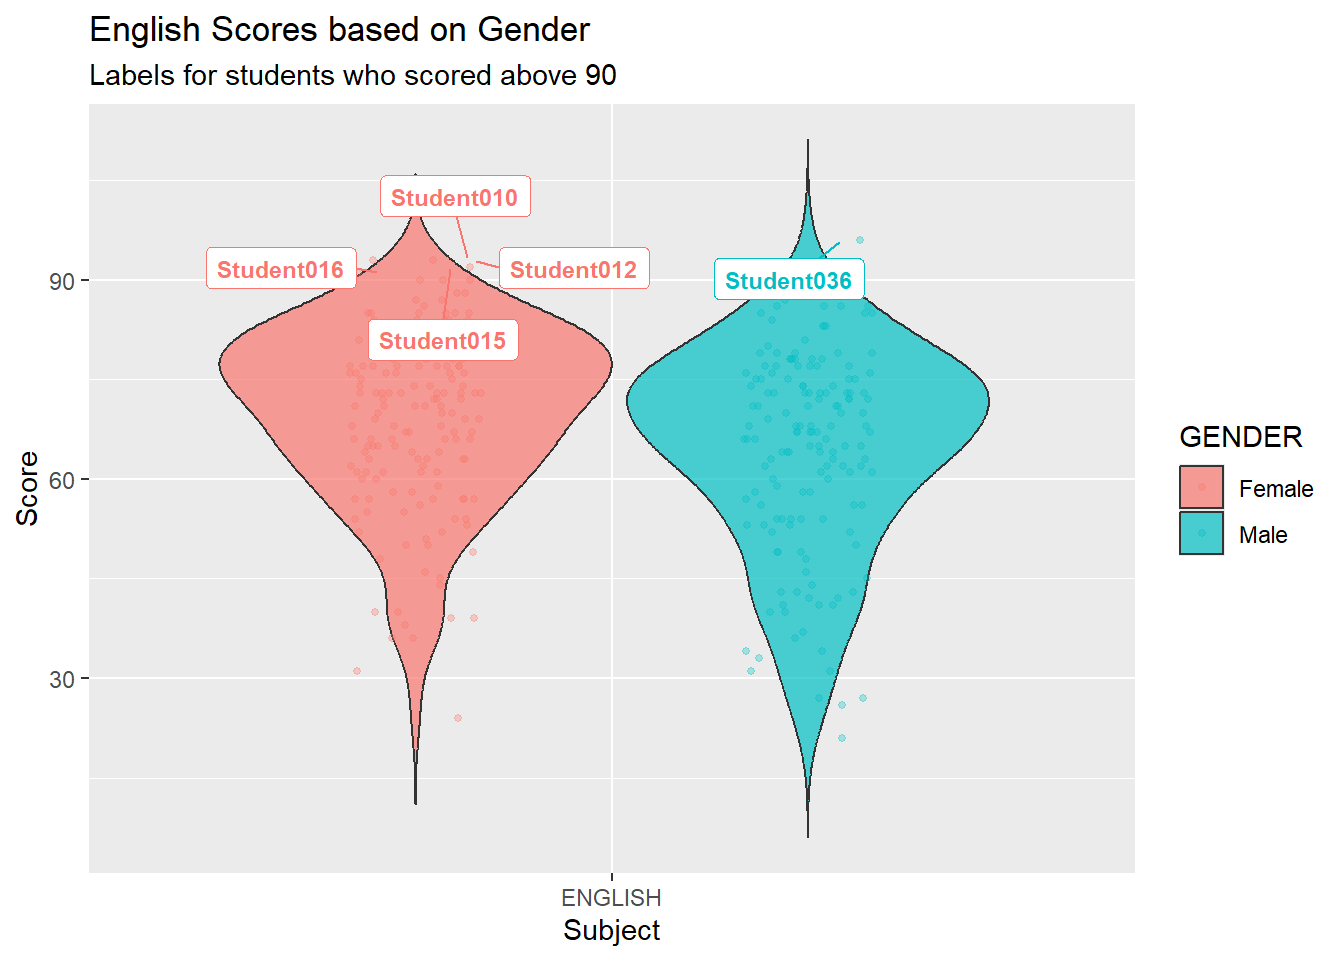 English Scores based on Gender
Labels for students who scored above 90
Student010
Student016
Student012
Student036
Student015
90
60
30
Score
ENGLISH
Subject
GENDER
Female
Male